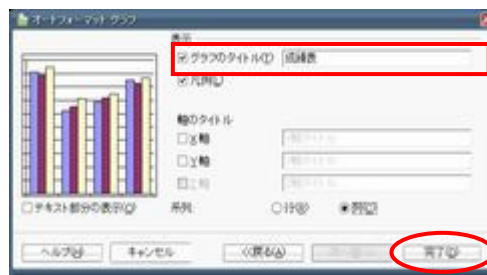 オートフォーマット グラフ
表示
グラフのタイトル(T) 成績表
凡例(L)
軸のタイトル
X軸
Y軸
Z軸
テキスト部分の表示(O)
系列: 行(R) 列(C)
ヘルプ(H) キャンセル <<戻る(A) 完了(D)